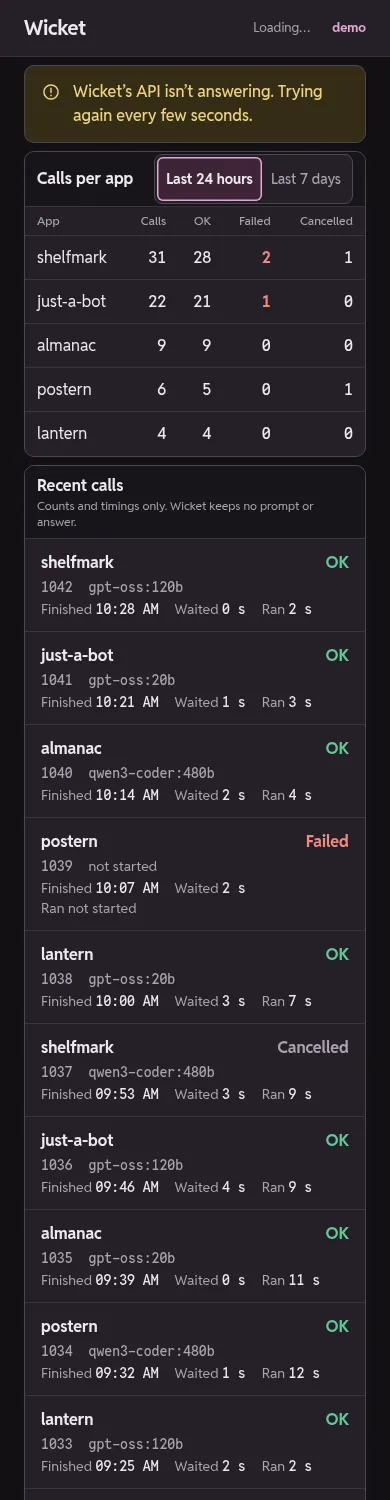 Wicket Loading… demo
Wicket’s API isn’t answering. Trying
again every few seconds.
Calls per app Last 24 hours Last 7 days
App Calls OK Failed Cancelled
shelfmark 31 28 2 1
just-a-bot 22 21 1 0
almanac 9 9 0 0
postern 6 5 0 1
lantern 4 4 0 0
Recent calls
Counts and timings only. Wicket keeps no prompt or
answer.
shelfmark OK
1042 gpt-oss:120b
Finished 10:28 AM Waited 0 s Ran 2 s
just-a-bot OK
1041 gpt-oss:20b
Finished 10:21 AM Waited 1 s Ran 3 s
almanac OK
1040 qwen3-coder:480b
Finished 10:14 AM Waited 2 s Ran 4 s
postern Failed
1039 not started
Finished 10:07 AM Waited 2 s
Ran not started
lantern OK
1038 gpt-oss:20b
Finished 10:00 AM Waited 3 s Ran 7 s
shelfmark Cancelled
1037 qwen3-coder:480b
Finished 09:53 AM Waited 3 s Ran 9 s
just-a-bot OK
1036 gpt-oss:120b
Finished 09:46 AM Waited 4 s Ran 9 s
almanac OK
1035 gpt-oss:20b
Finished 09:39 AM Waited 0 s Ran 11 s
postern OK
1034 qwen3-coder:480b
Finished 09:32 AM Waited 1 s Ran 12 s
lantern OK
1033 gpt-oss:120b
Finished 09:25 AM Waited 2 s Ran 2 s